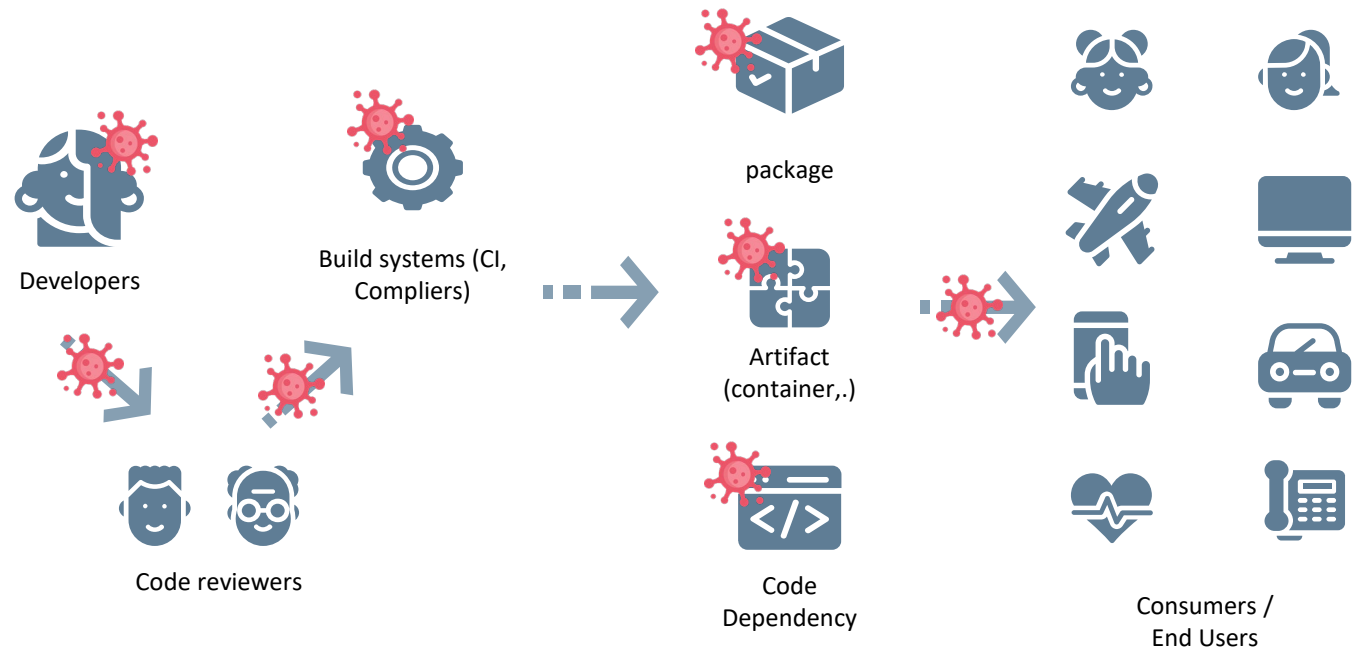 Developers
Build systems (CI,
Compliers)
Code reviewers
package
Artifact
(container,.)
</>
Code
Dependency
Consumers /
End Users